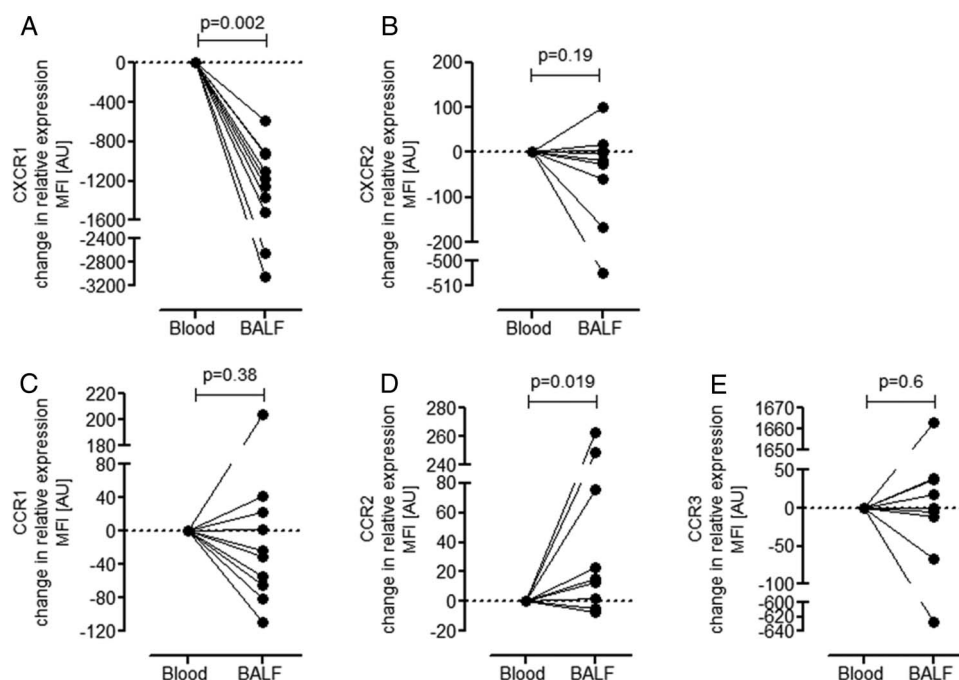 A
p=0.002
CXCR1
change in relative expression
MFI [AU]
0
-400
-800
-1200
-1600
-2400
-2800
-3200
Blood BALF
B
p=0.19
CXCR2
change in relative expression
MFI [AU]
200
100
0
-100
-200
-500
-510
Blood BALF
C
p=0.38
CCR1
change in relative expression
MFI [AU]
220
200
180
80
40
0
-40
-80
-120
Blood BALF
D
p=0.019
CCR2
change in relative expression
MFI [AU]
280
260
240
80
60
40
20
0
-20
Blood BALF
E
p=0.6
CCR3
change in relative expression
MFI [AU]
1670
1660
1650
50
0
-50
-100
-600
-620
-640
Blood BALF